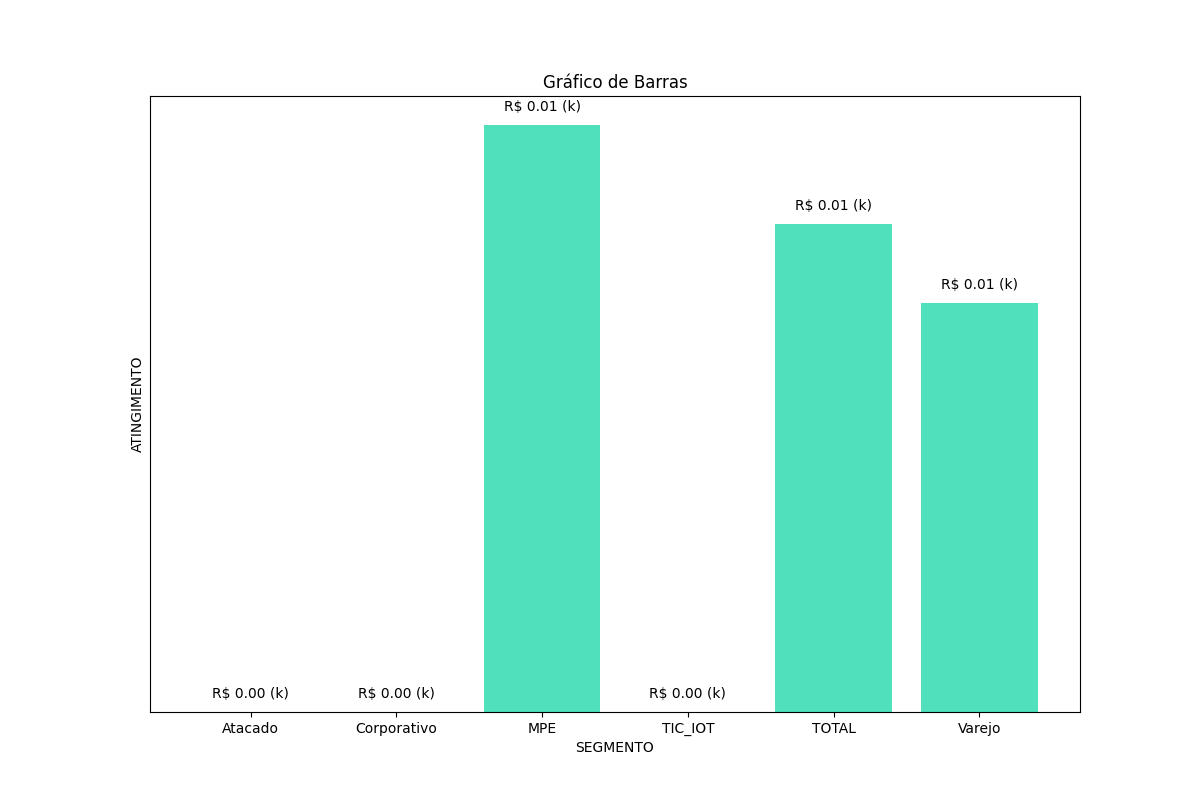 Gráfico de Barras
R$ 0.01 (k)
R$ 0.01 (k)
R$ 0.01 (k)
ATINGIMENTO
R$ 0.00 (k)
R$ 0.00 (k)
R$ 0.00 (k)
Atacado
Corporativo
MPE
TIC_IOT
TOTAL
Varejo
SEGMENTO